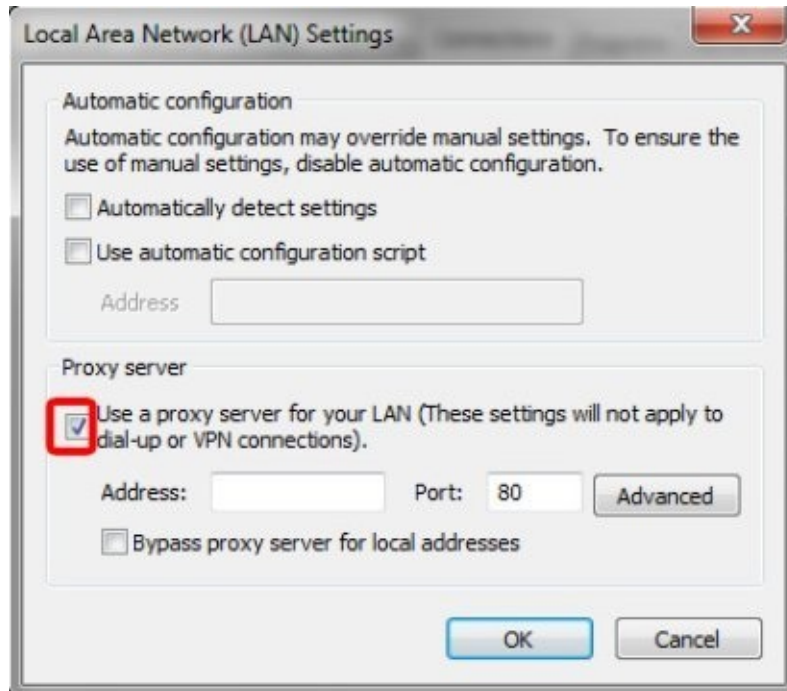 Local Area Network (LAN) Settings
Automatic configuration
Automatic configuration may override manual settings. To ensure the
use of manual settings, disable automatic configuration.
Automatically detect settings
Use automatic configuration script
Address
Proxy server
Use a proxy server for your LAN (These settings will not apply to
dial-up or VPN connections).
Address: Port: 80 Advanced
Bypass proxy server for local addresses
OK Cancel